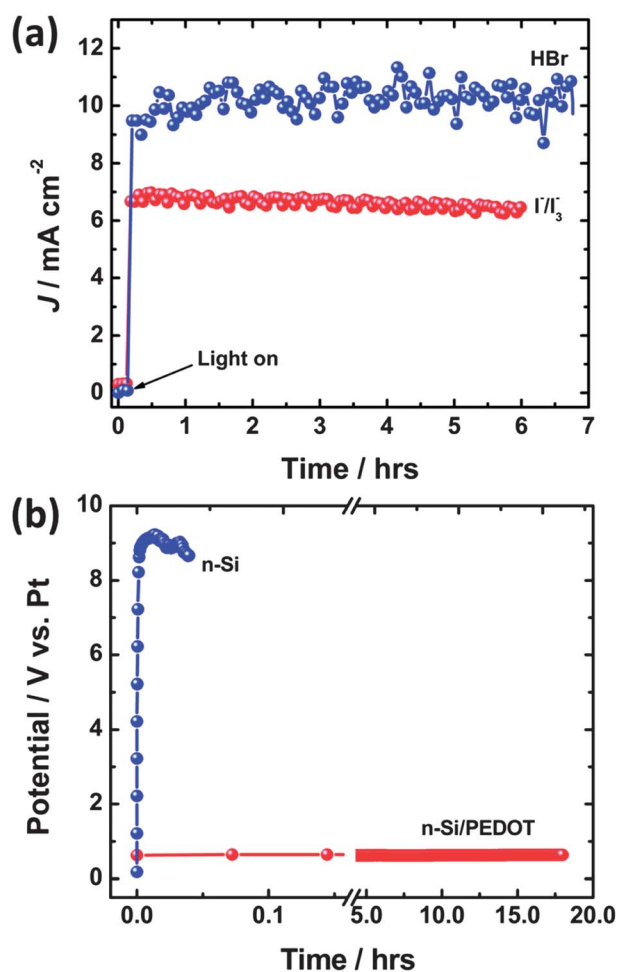 (a)
12
10
8
6
4
2
0
J / mA cm⁻²
HBr
I⁻/I₃⁻
Light on
0 1 2 3 4 5 6 7
Time / hrs
(b)
10
8
6
4
2
0
Potential / V vs. Pt
n-Si
n-Si/PEDOT
0.0 0.1 5.0 10.0 15.0 20.0
Time / hrs